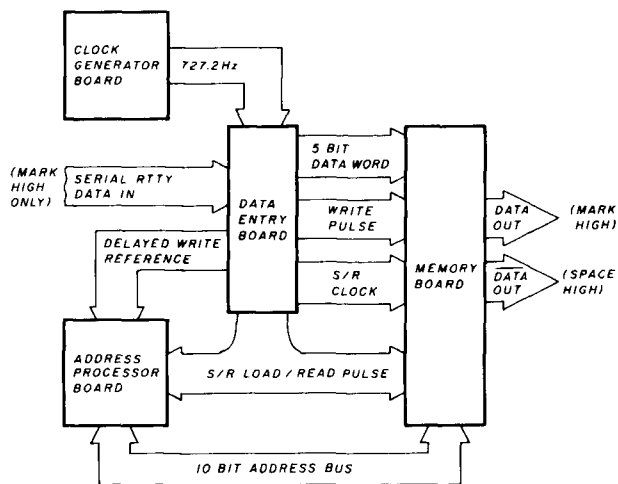 CLOCK
GENERATOR
BOARD
727.2Hz
(MARK
HIGH
ONLY)
SERIAL RTTY
DATA IN
DELAYED WRITE
REFERENCE
DATA
ENTRY
BOARD
5 BIT
DATA WORD
WRITE
PULSE
S/R
CLOCK
MEMORY
BOARD
DATA
OUT
(MARK
HIGH)
DATA
OUT
(SPACE
HIGH)
ADDRESS
PROCESSOR
BOARD
S/R LOAD / READ PULSE
10 BIT ADDRESS BUS